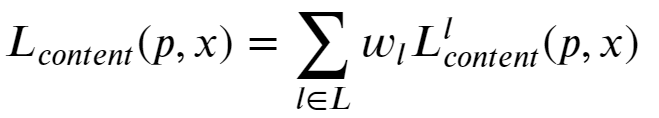 L_{content}(p, x) = \sum_{l \in L} w_l L^l_{content}(p, x)